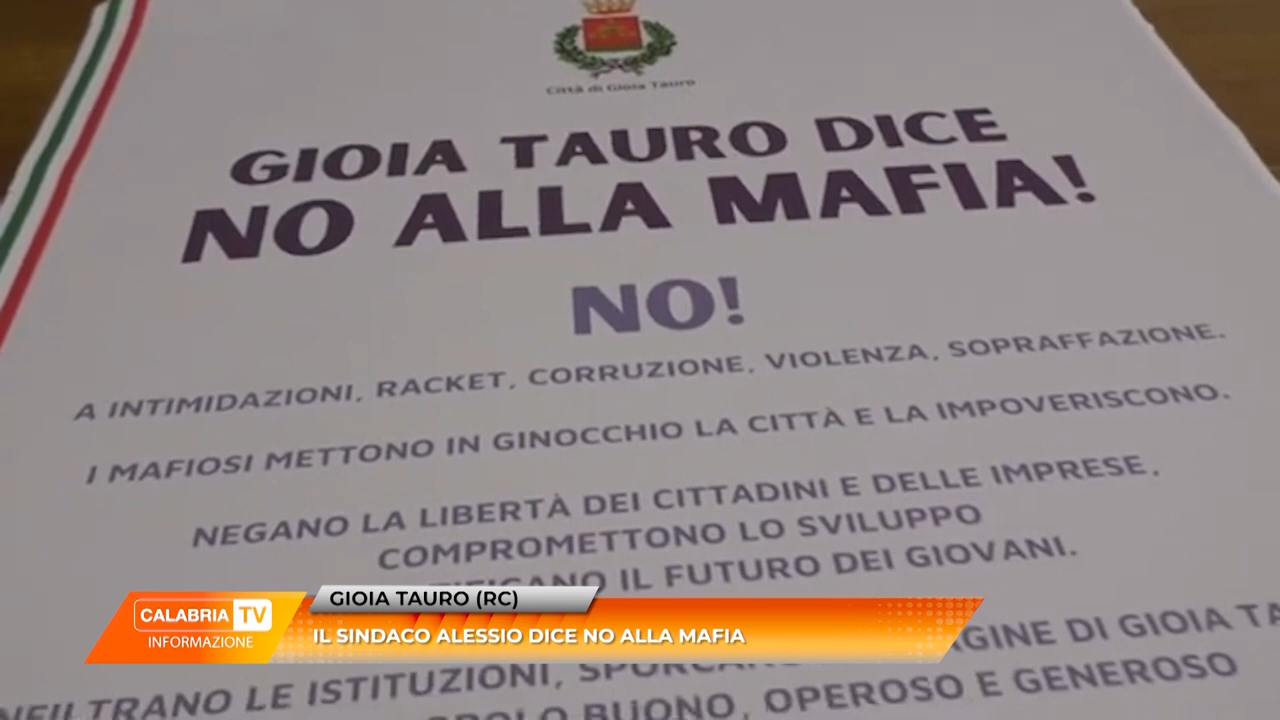 Città di Gioia Tauro
GIOIA TAURO DICE
NO ALLA MAFIA!
NO!
A INTIMIDAZIONI, RACKET, CORRUZIONE, VIOLENZA, SOPRAFFAZIONE.
I MAFIOSI METTONO IN GINOCCHIO LA CITTÀ E LA IMPOVERISCONO.
NEGANO LA LIBERTÀ DEI CITTADINI E DELLE IMPRESE,
COMPROMETTONO LO SVILUPPO
IL FUTURO DEI GIOVANI.
LE ISTITUZIONI, DI GIOIA
BUONO, OPEROSO E GENEROSO
GIOIA TAURO (RC)
CALABRIA TV
INFORMAZIONE
IL SINDACO ALESSIO DICE NO ALLA MAFIA